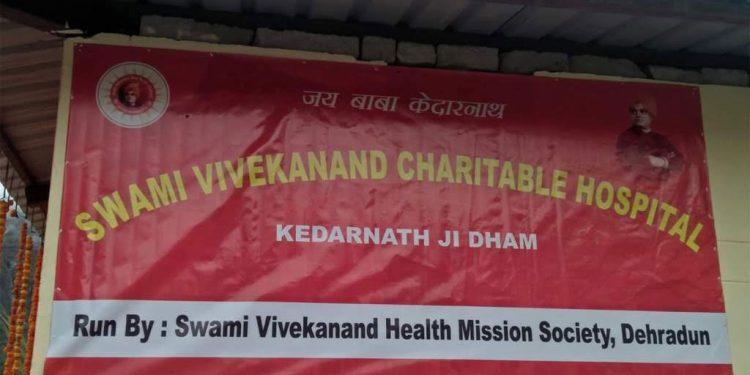 जय बाबा केदारनाथ
SWAMI VIVEKANAND CHARITABLE HOSPITAL
KEDARNATH JI DHAM
Run By : Swami Vivekanand Health Mission Society, Dehradun